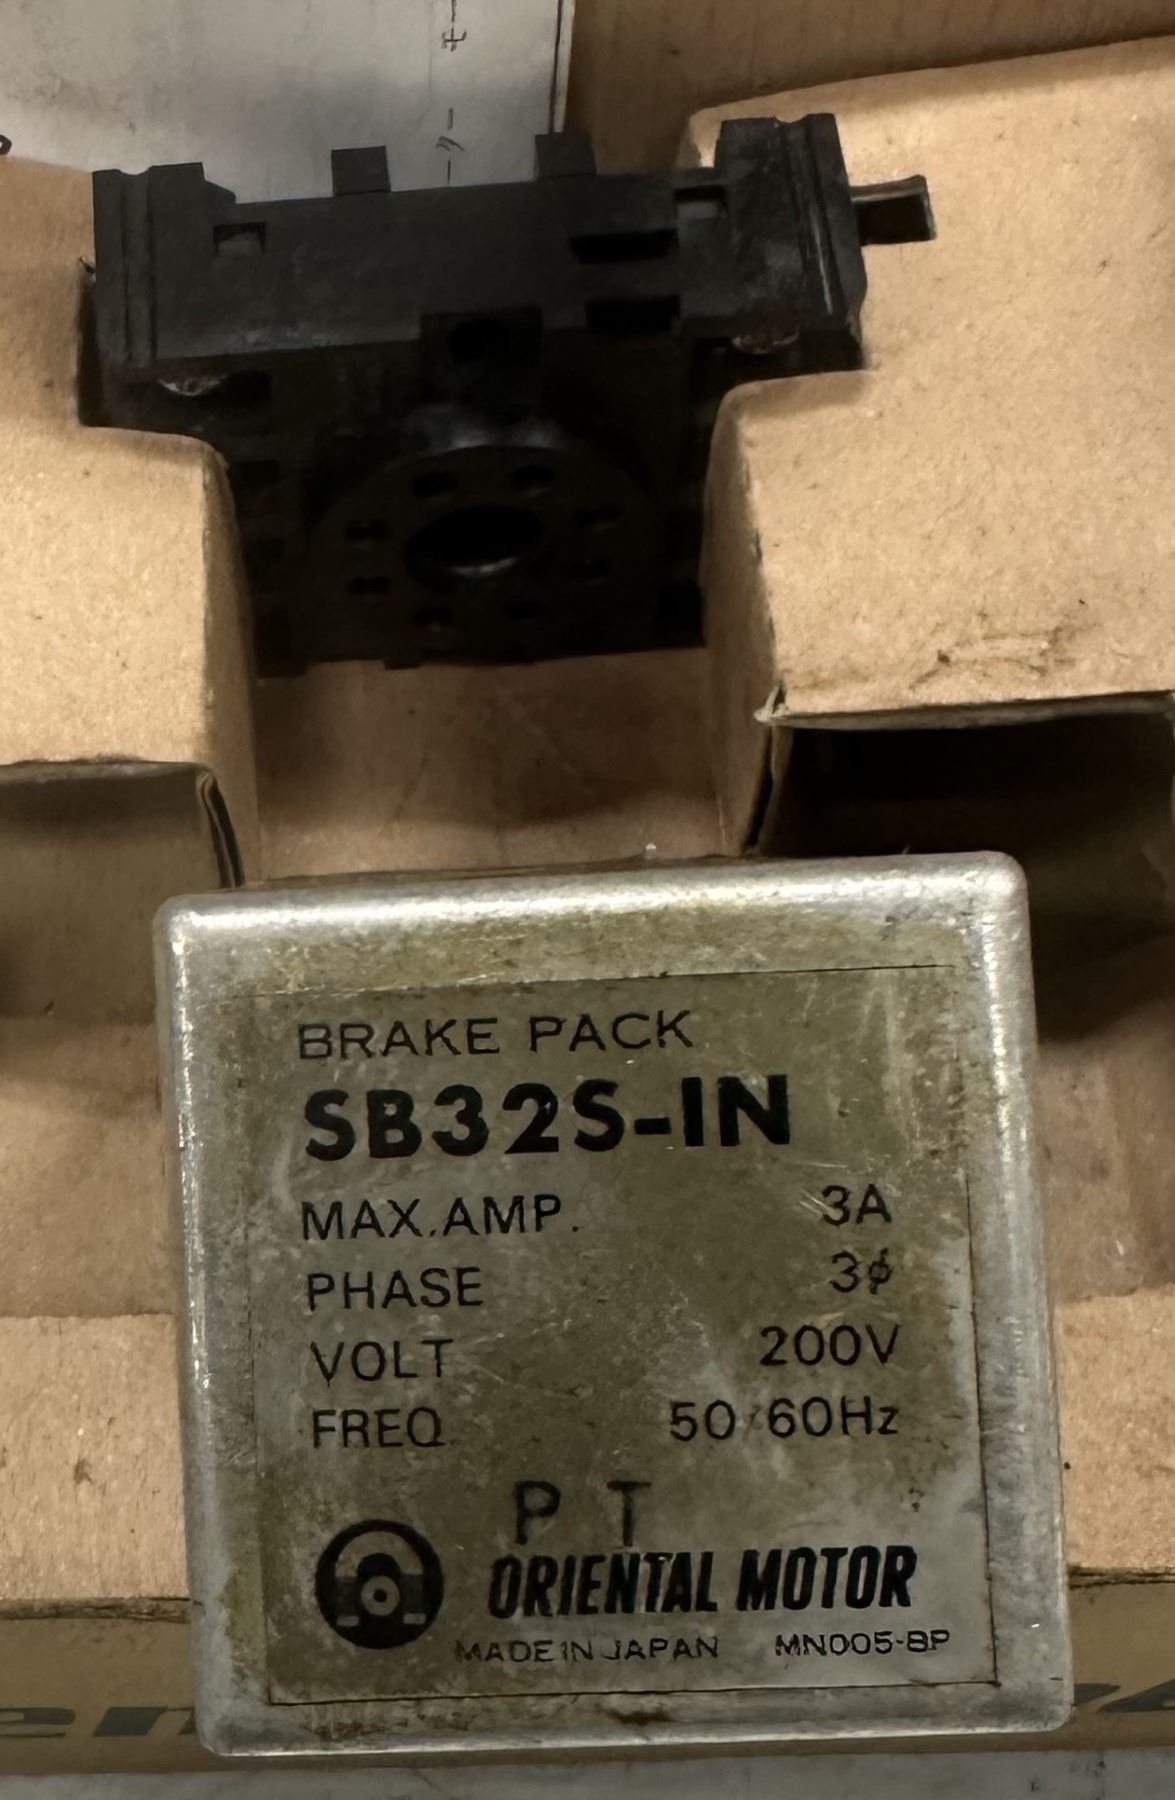 BRAKE PACK
SB32S-IN
MAX.AMP. 3A
PHASE 3φ
VOLT 200V
FREQ 50/60Hz
P T
ORIENTAL MOTOR
MADE IN JAPAN MN005-8P